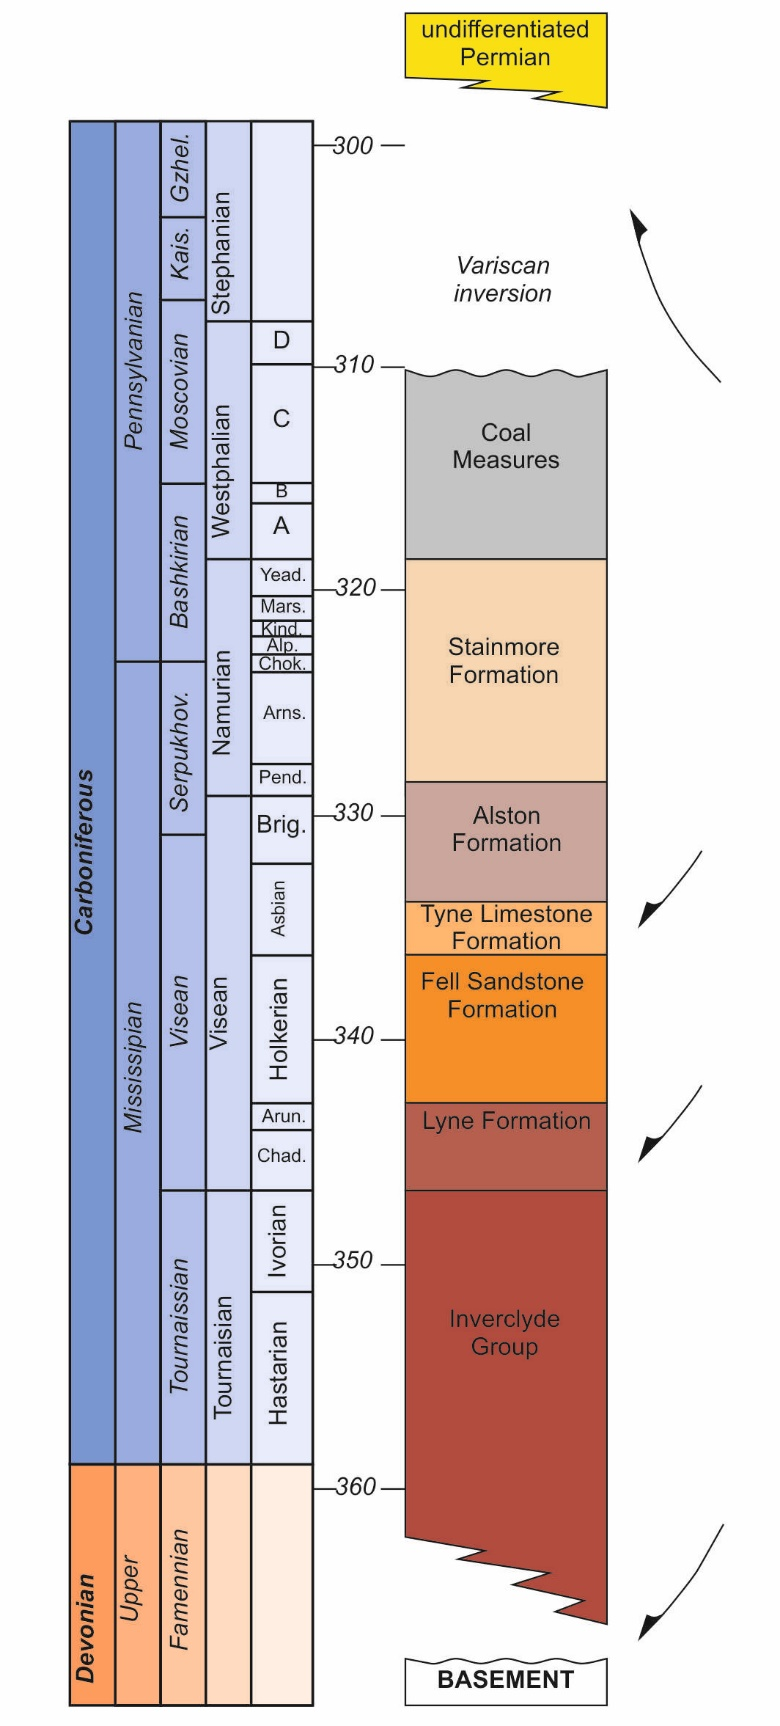 undifferentiated
Permian
Carboniferous
Devonian
Pennsylvanian
Mississipian
Upper
Gzhel.
Kais.
Moscovian
Bashkirian
Serpukhov.
Visean
Tournaissian
Famennian
Stephanian
Westphalian
Namurian
Visean
Tournaisian
D
C
B
A
Yead.
Mars.
Kind.
Alp.
Chok.
Arns.
Pend.
Brig.
Asbian
Holkerian
Arun.
Chad.
Ivorian
Hastarian
300
310
320
330
340
350
360
Variscan
inversion
Coal
Measures
Stainmore
Formation
Alston
Formation
Tyne Limestone
Formation
Fell Sandstone
Formation
Lyne Formation
Inverclyde
Group
BASEMENT